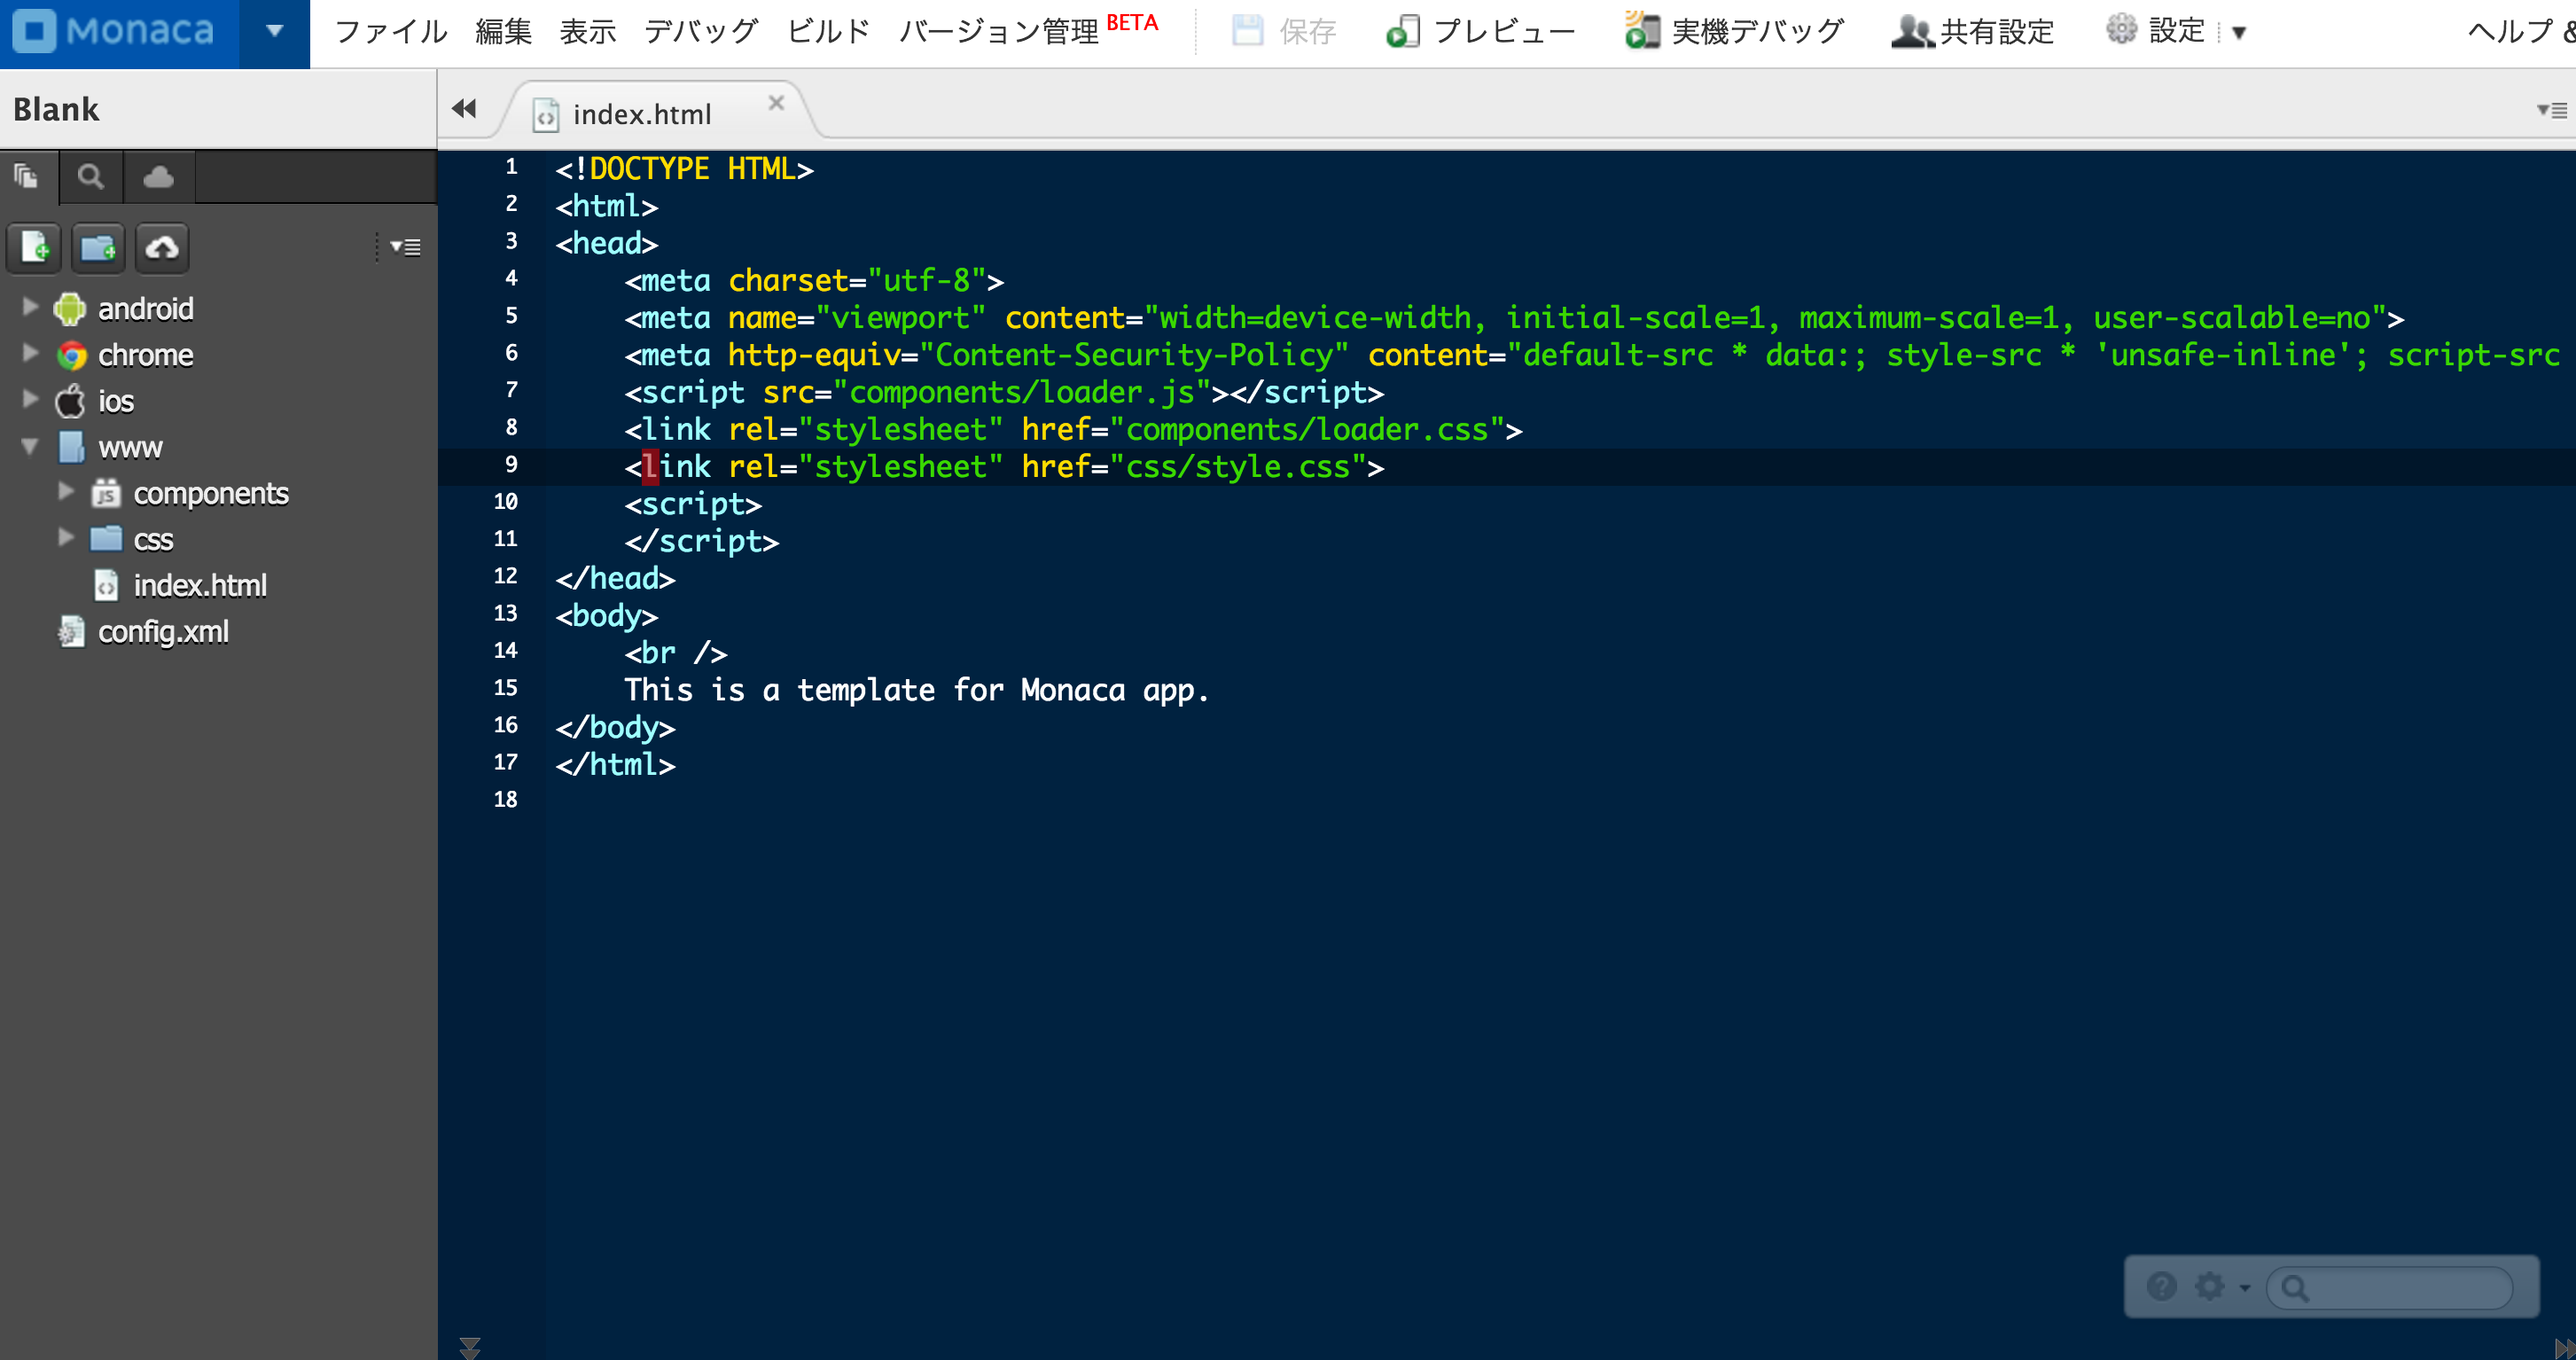 Monaca ファイル 編集 表示 デバッグ ビルド バージョン管理 BETA 保存 プレビュー 実機デバッグ 共有設定 設定 ヘルプ &
Blank
index.html
android
chrome
ios
www
components
css
index.html
config.xml
1 <!DOCTYPE HTML>
2 <html>
3 <head>
4 <meta charset="utf-8">
5 <meta name="viewport" content="width=device-width, initial-scale=1, maximum-scale=1, user-scalable=no">
6 <meta http-equiv="Content-Security-Policy" content="default-src * data:; style-src * 'unsafe-inline'; script-src
7 <script src="components/loader.js"></script>
8 <link rel="stylesheet" href="components/loader.css">
9 <link rel="stylesheet" href="css/style.css">
10 <script>
11 </script>
12 </head>
13 <body>
14 <br />
15 This is a template for Monaca app.
16 </body>
17 </html>
18